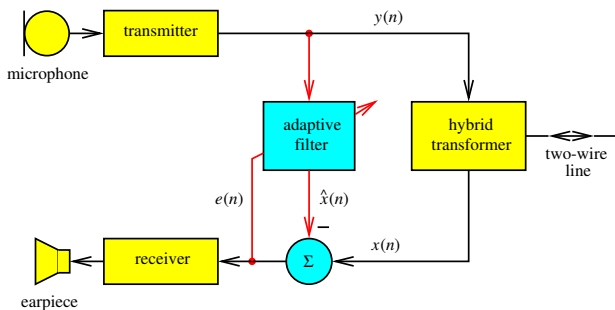 y(n)
transmitter
microphone
adaptive
filter
hybrid
transformer
two-wire
line
e(n)
x̂(n)
−
x(n)
Σ
receiver
earpiece